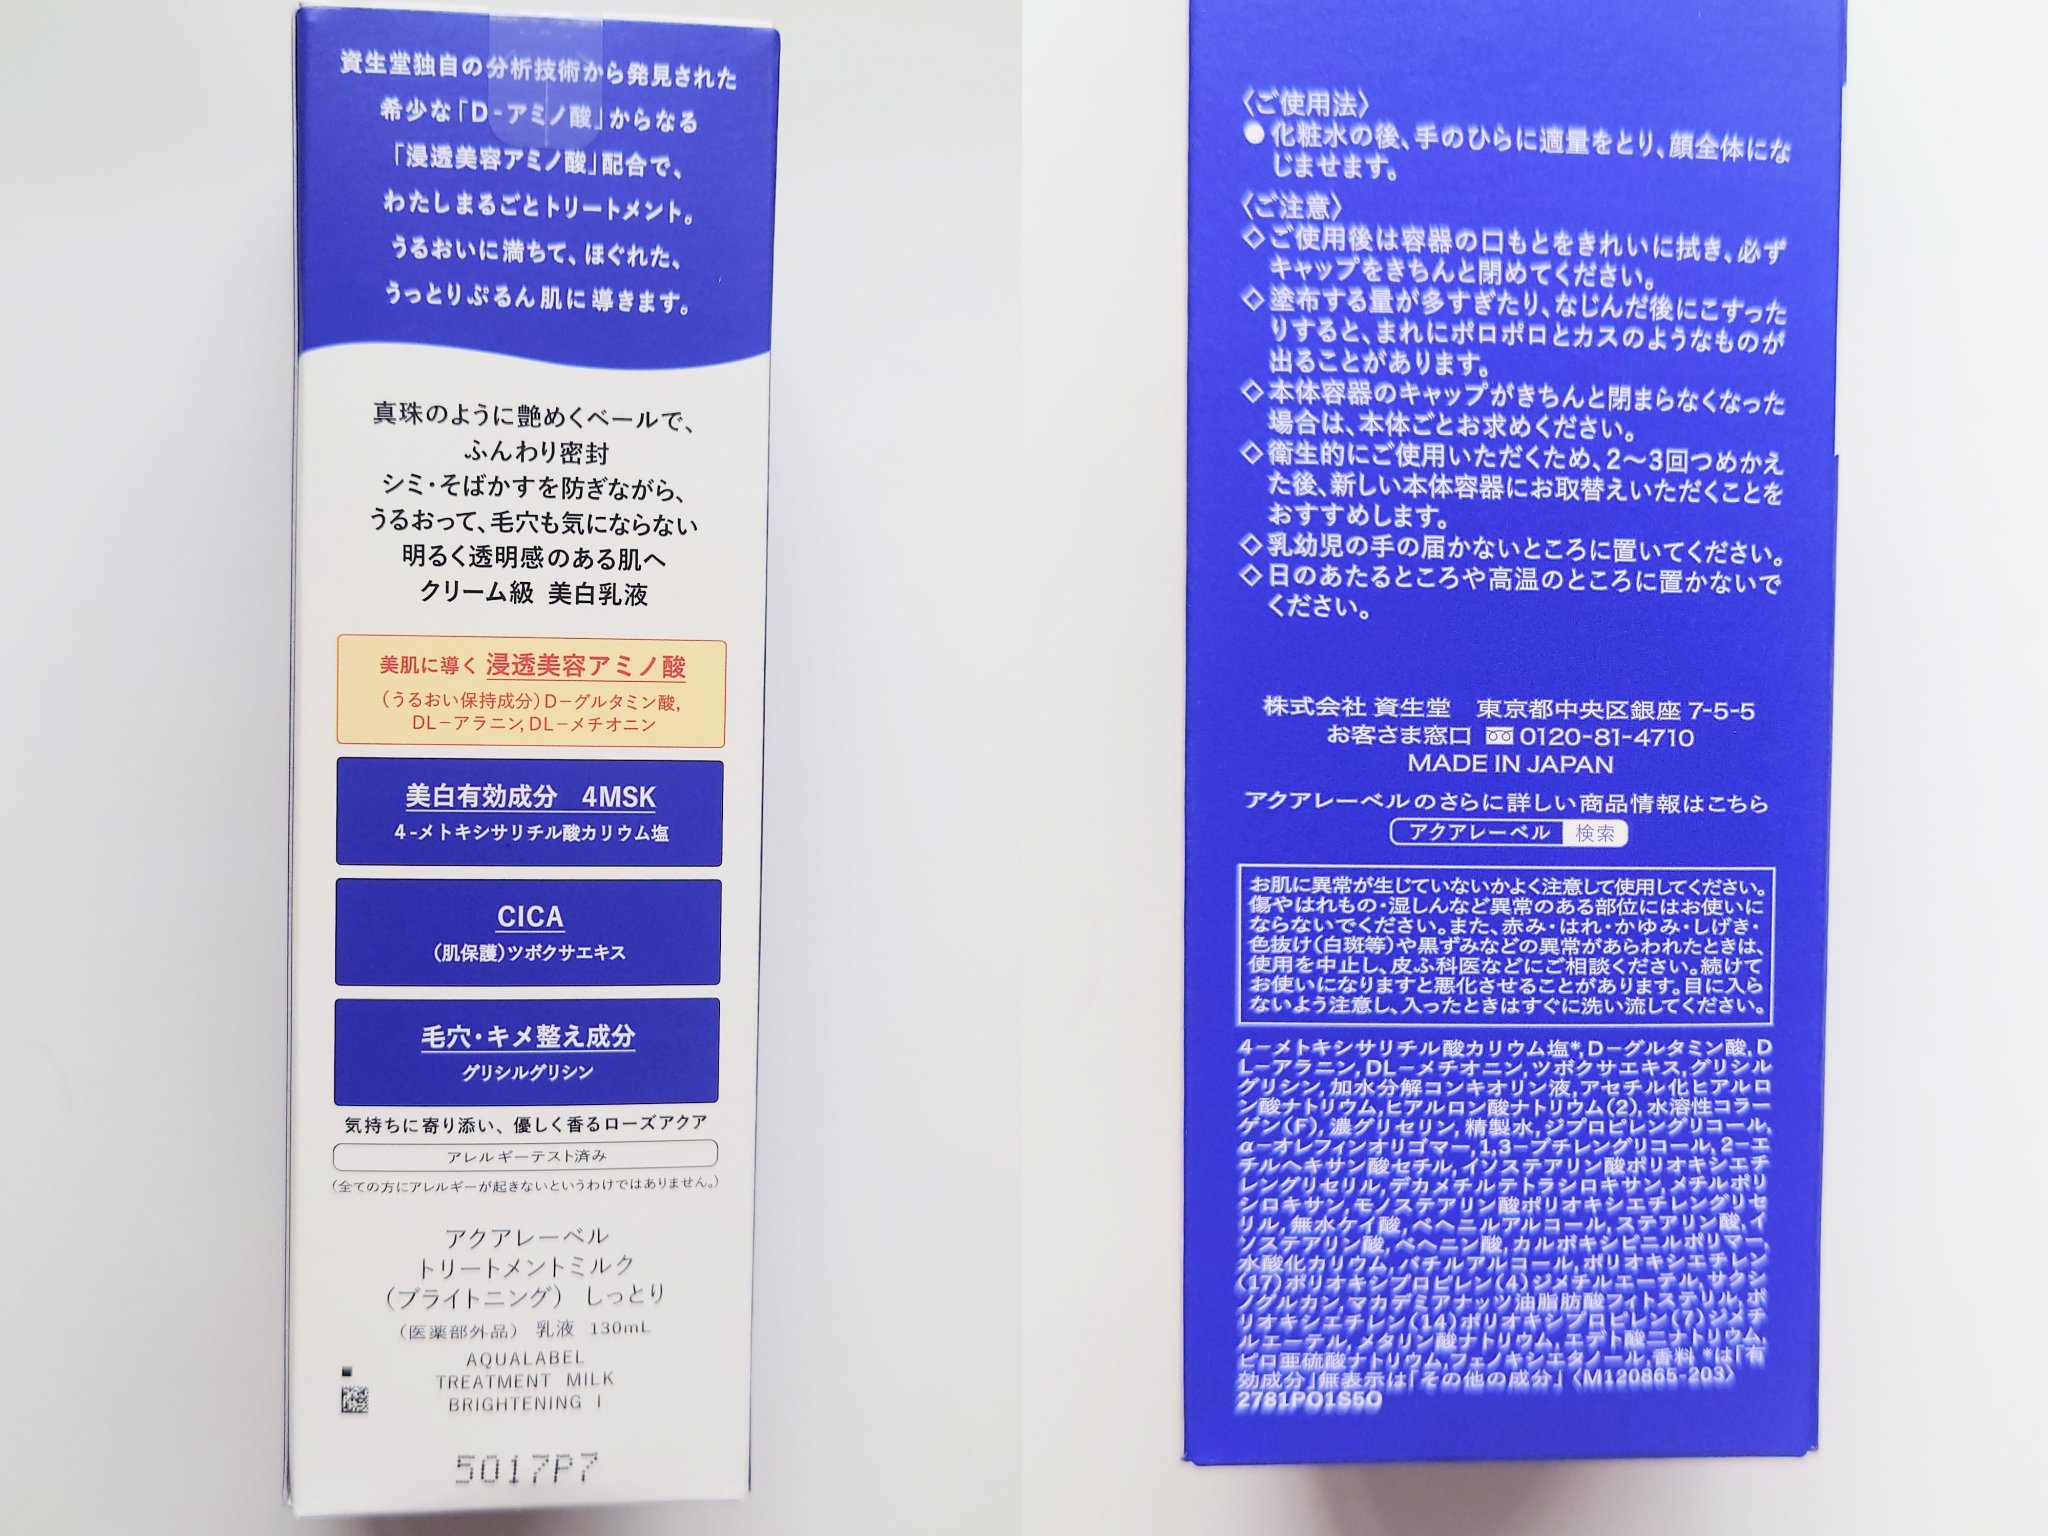 資生堂独自の分析技術から発見された
希少な「D-アミノ酸」からなる
「浸透美容アミノ酸」配合で、
わたしまるごとトリートメント。
うるおいに満ちて、ほぐれた、
うっとりぷるん肌に導きます。
真珠のように艶めくベールで、
ふんわり密封
シミ・そばかすを防ぎながら、
うるおって、毛穴も気にならない
明るく透明感のある肌へ
クリーム級 美白乳液
美肌に導く 浸透美容アミノ酸
(うるおい保持成分)D-グルタミン酸,
DL-アラニン,DL-メチオニン
美白有効成分 4MSK
4-メトキシサリチル酸カリウム塩
CICA
(肌保護)ツボクサエキス
毛穴・キメ整え成分
グリシルグリシン
気持ちに寄り添い、優しく香るローズアクア
アレルギーテスト済み
(全ての方にアレルギーが起きないというわけではありません。)
アクアレーベル
トリートメントミルク
(ブライトニング) しっとり
(医薬部外品) 乳液 130mL
AQUALABEL
TREATMENT MILK
BRIGHTENING I
5017P7
〈ご使用法〉
●化粧水の後、手のひらに適量をとり、顔全体にな
じませます。
〈ご注意〉
◇ご使用後は容器の口もとをきれいに拭き、必ず
キャップをきちんと閉めてください。
◇塗布する量が多すぎたり、なじんだ後にこすった
りすると、まれにポロポロとカスのようなものが
出ることがあります。
◇本体容器のキャップがきちんと閉まらなくなった
場合は、本体ごとお求めください。
◇衛生的にご使用いただくため、2〜3回つめかえ
た後、新しい本体容器にお取替えいただくことを
おすすめします。
◇乳幼児の手の届かないところに置いてください。
◇日のあたるところや高温のところに置かないで
ください。
株式会社 資生堂 東京都中央区銀座 7-5-5
お客さま窓口 0120-81-4710
MADE IN JAPAN
アクアレーベルのさらに詳しい商品情報はこちら
アクアレーベル 検索
お肌に異常が生じていないかよく注意して使用してください。
傷やはれもの・湿しんなど異常のある部位にはお使いに
ならないでください。また、赤み・はれ・かゆみ・しげき・
色抜け(白斑等)や黒ずみなどの異常があらわれたときは、
使用を中止し、皮ふ科医などにご相談ください。続けて
お使いになりますと悪化させることがあります。目に入ら
ないよう注意し、入ったときはすぐに洗い流してください。
4-メトキシサリチル酸カリウム塩*,D-グルタミン酸,D
L-アラニン,DL-メチオニン,ツボクサエキス,グリシル
グリシン,加水分解コンキオリン液,アセチル化ヒアルロ
ン酸ナトリウム,ヒアルロン酸ナトリウム(2),水溶性コラー
ゲン(F),濃グリセリン,精製水,ジプロピレングリコール,
α-オレフィンオリゴマー,1,3-ブチレングリコール,2-エ
チルヘキサン酸セチル,イソステアリン酸ポリオキシエチ
レングリセリル,デカメチルテトラシロキサン,メチルポリ
シロキサン,モノステアリン酸ポリオキシエチレングリセ
リル,無水ケイ酸,ベヘニルアルコール,ステアリン酸,イ
ソステアリン酸,ベヘニン酸,カルボキシビニルポリマー,
水酸化カリウム,バチルアルコール,ポリオキシエチレン
(17)ポリオキシプロピレン(4)ジメチルエーテル,サクシ
ノグルカン,マカデミアナッツ油脂肪酸フィトステリル,ポ
リオキシエチレン(14)ポリオキシプロピレン(7)ジメチ
ルエーテル,メタリン酸ナトリウム,エデト酸二ナトリウム,
ピロ亜硫酸ナトリウム,フェノキシエタノール,香料 *は「有
効成分」無表示は「その他の成分」〈M120865-203〉
2781PO1S5O